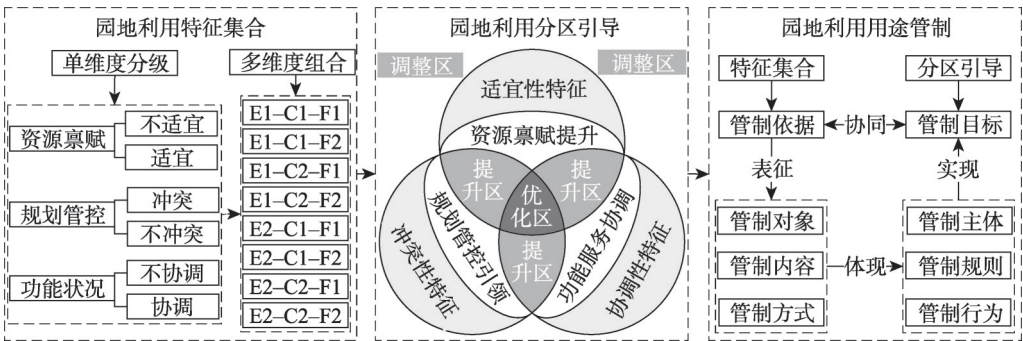 园地利用特征集合
单维度分级
多维度组合
资源禀赋
不适宜
适宜
规划管控
冲突
不冲突
功能状况
不协调
协调
E1–C1–F1
E1–C1–F2
E1–C2–F1
E1–C2–F2
E2–C1–F1
E2–C1–F2
E2–C2–F1
E2–C2–F2
园地利用分区引导
调整区
调整区
适宜性特征
资源禀赋提升
提
升区
提
升区
优
化区
提
升区
规划管控引领
功能服务协调
冲突性特征
协调性特征
园地利用用途管制
特征集合
分区引导
管制依据
协同
管制目标
表征
实现
管制对象
管制主体
管制内容
体现
管制规则
管制方式
管制行为